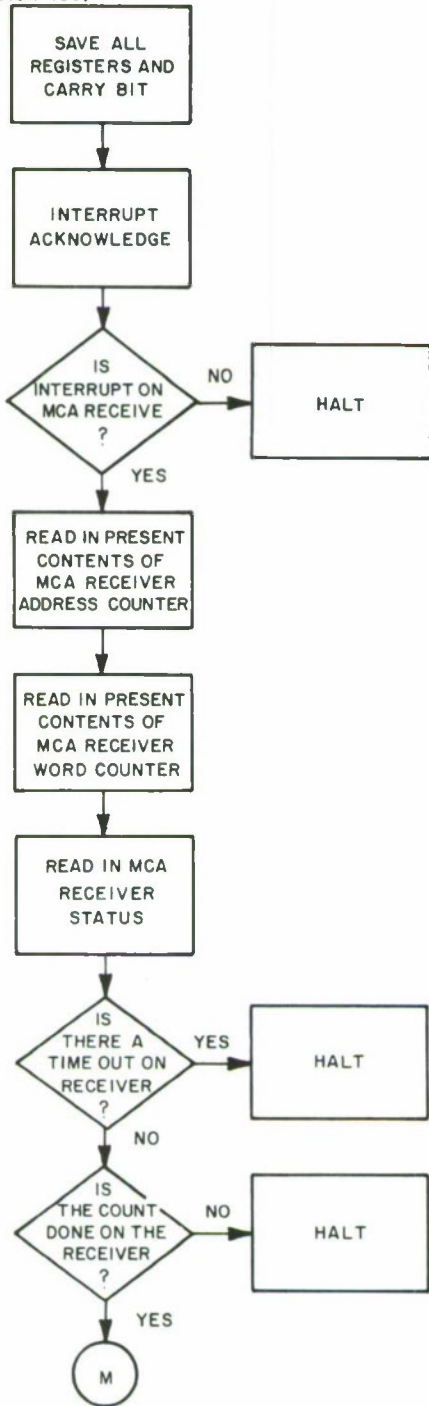 SAVE ALL
REGISTERS AND
CARRY BIT
INTERRUPT
ACKNOWLEDGE
IS
INTERRUPT ON
MCA RECEIVE
?
NO
HALT
YES
READ IN PRESENT
CONTENTS OF
MCA RECEIVER
ADDRESS COUNTER
READ IN PRESENT
CONTENTS OF
MCA RECEIVER
WORD COUNTER
READ IN MCA
RECEIVER
STATUS
IS
THERE A
TIME OUT ON
RECEIVER
?
YES
HALT
NO
IS
THE COUNT
DONE ON THE
RECEIVER
?
NO
HALT
YES
M